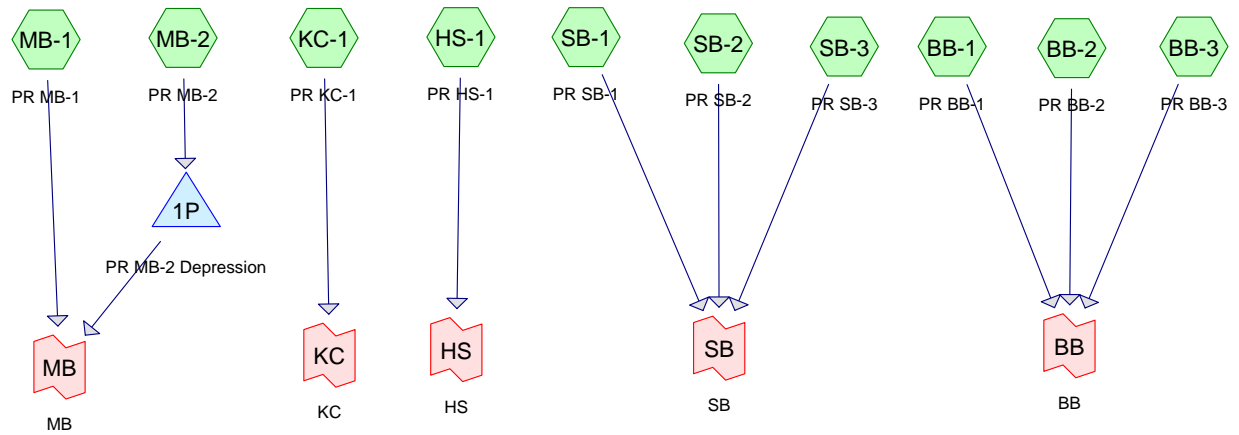 MB-1
MB-2
KC-1
HS-1
SB-1
SB-2
SB-3
BB-1
BB-2
BB-3
PR MB-1
PR MB-2
PR KC-1
PR HS-1
PR SB-1
PR SB-2
PR SB-3
PR BB-1
PR BB-2
PR BB-3
1P
PR MB-2 Depression
MB
KC
HS
SB
BB
MB
KC
HS
SB
BB